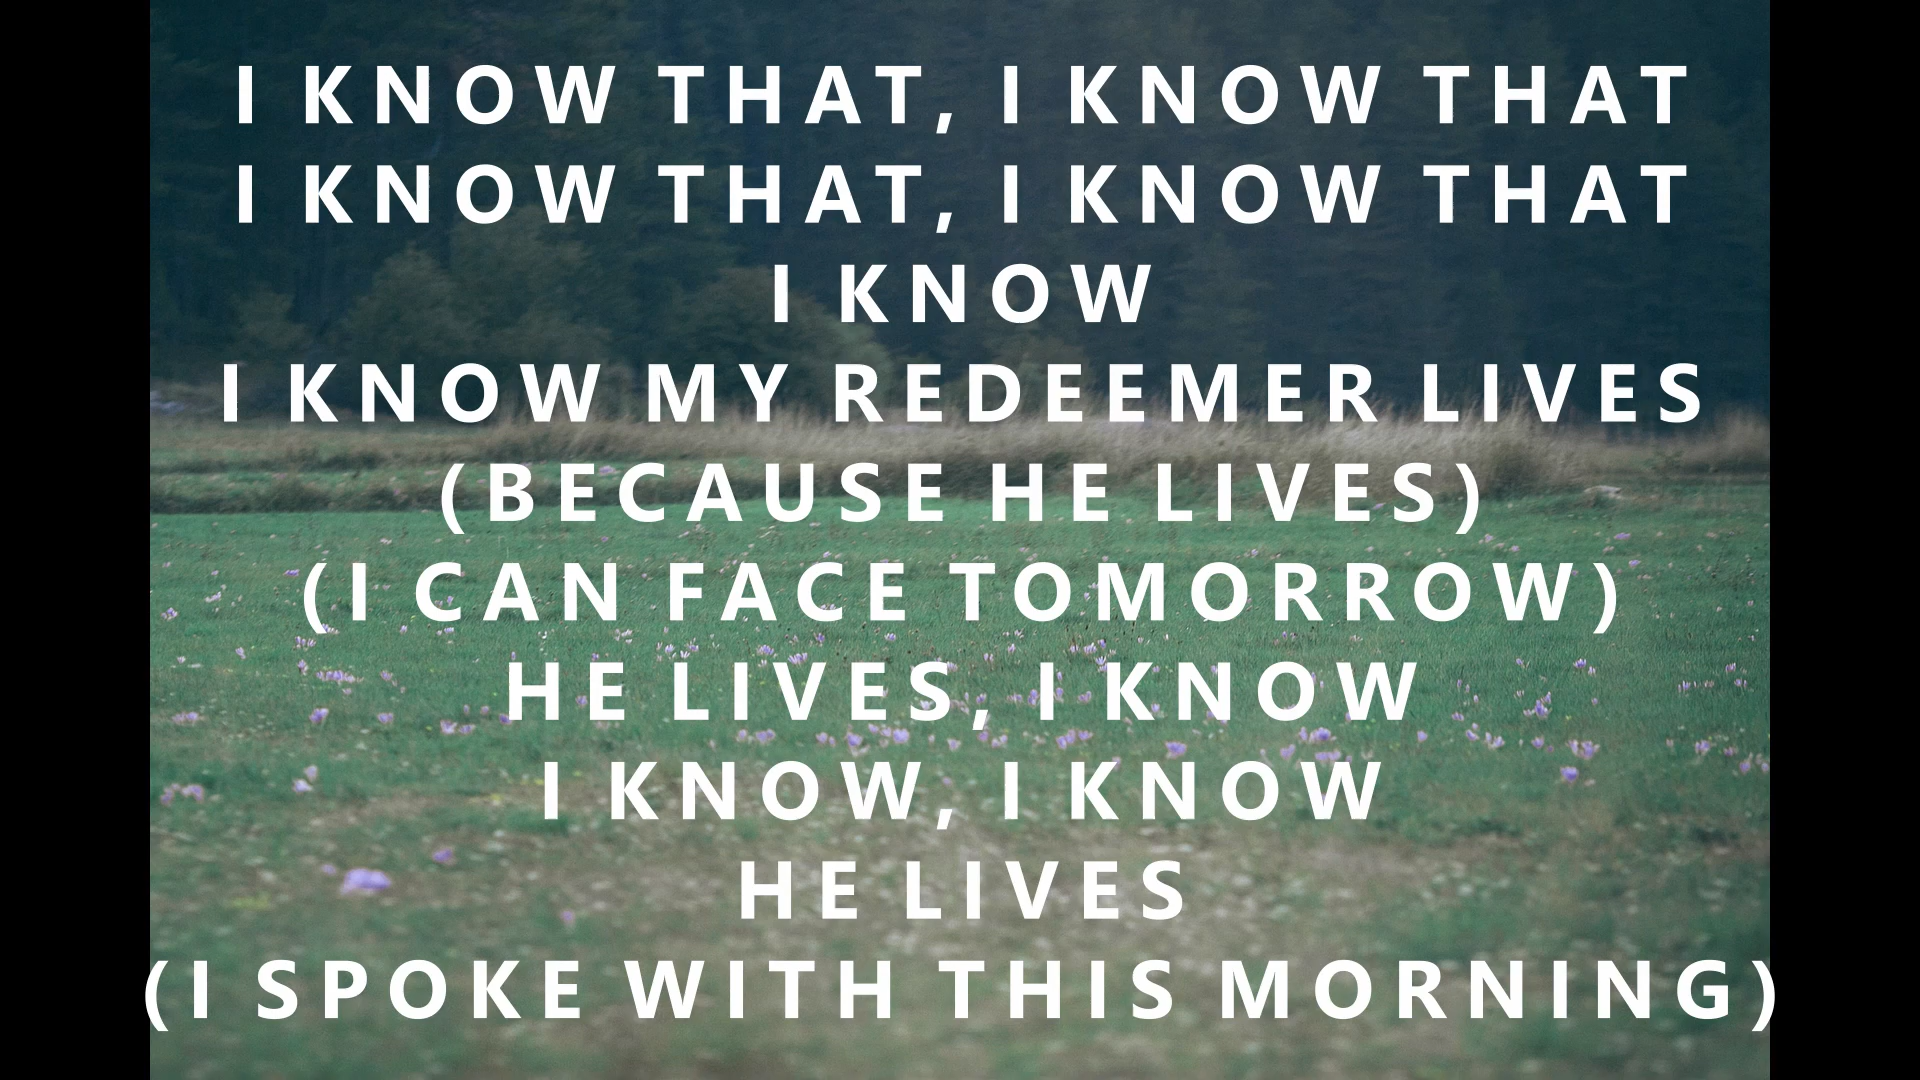 I KNOW THAT, I KNOW THAT
I KNOW THAT, I KNOW THAT
I KNOW
I KNOW MY REDEEMER LIVES
(BECAUSE HE LIVES)
(I CAN FACE TOMORROW)
HE LIVES, I KNOW
I KNOW, I KNOW
HE LIVES
(I SPOKE WITH THIS MORNING)